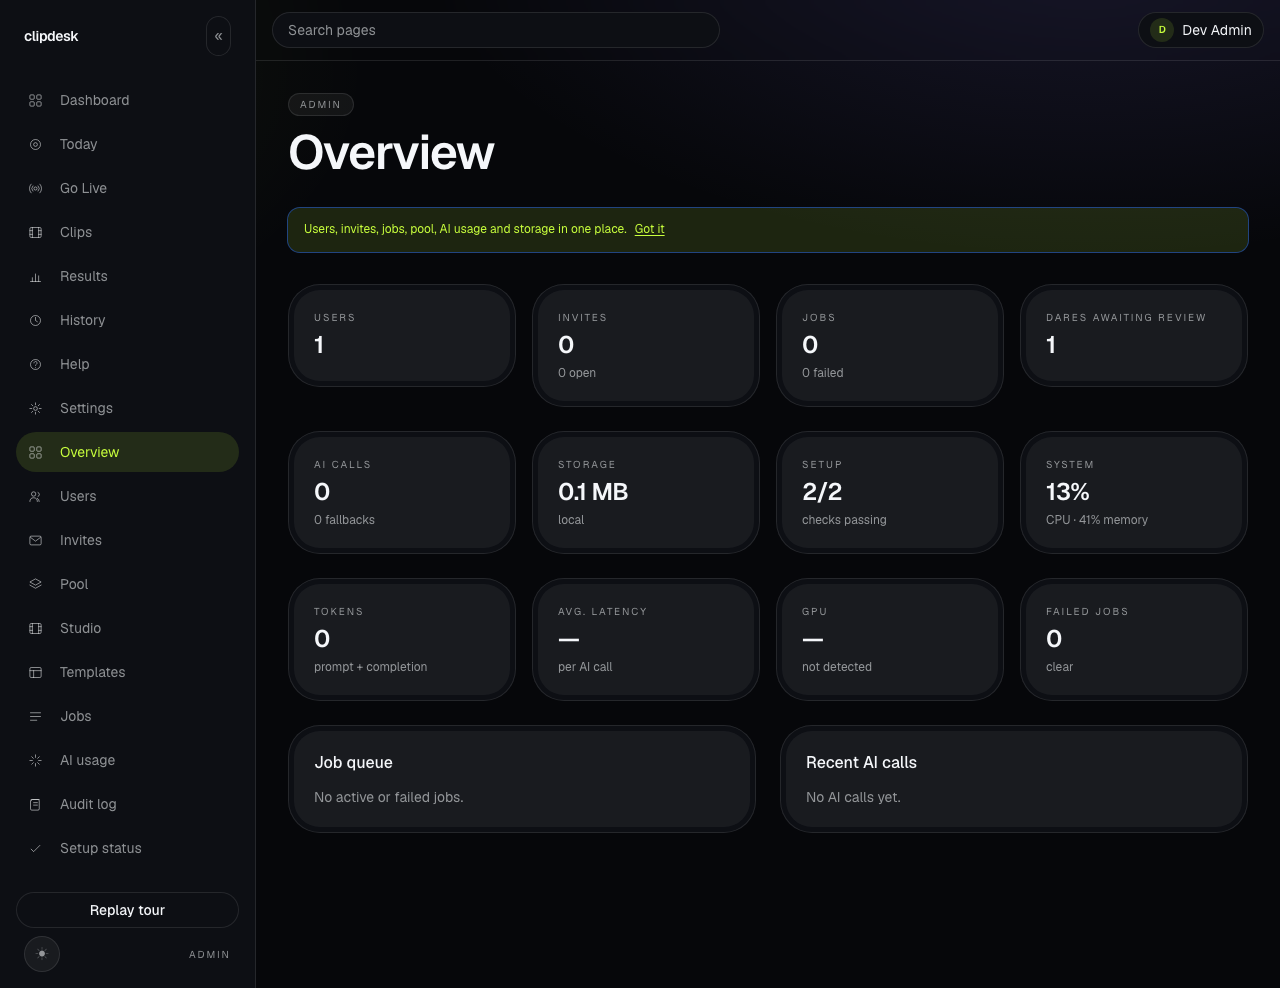 clipdesk
«
Search pages
D
Dev Admin
Dashboard
Today
Go Live
Clips
Results
History
Help
Settings
Overview
Users
Invites
Pool
Studio
Templates
Jobs
AI usage
Audit log
Setup status
Replay tour
ADMIN
ADMIN
Overview
Users, invites, jobs, pool, AI usage and storage in one place. Got it
USERS
1
INVITES
0
0 open
JOBS
0
0 failed
DARES AWAITING REVIEW
1
AI CALLS
0
0 fallbacks
STORAGE
0.1 MB
local
SETUP
2/2
checks passing
SYSTEM
13%
CPU · 41% memory
TOKENS
0
prompt + completion
AVG. LATENCY
—
per AI call
GPU
—
not detected
FAILED JOBS
0
clear
Job queue
No active or failed jobs.
Recent AI calls
No AI calls yet.